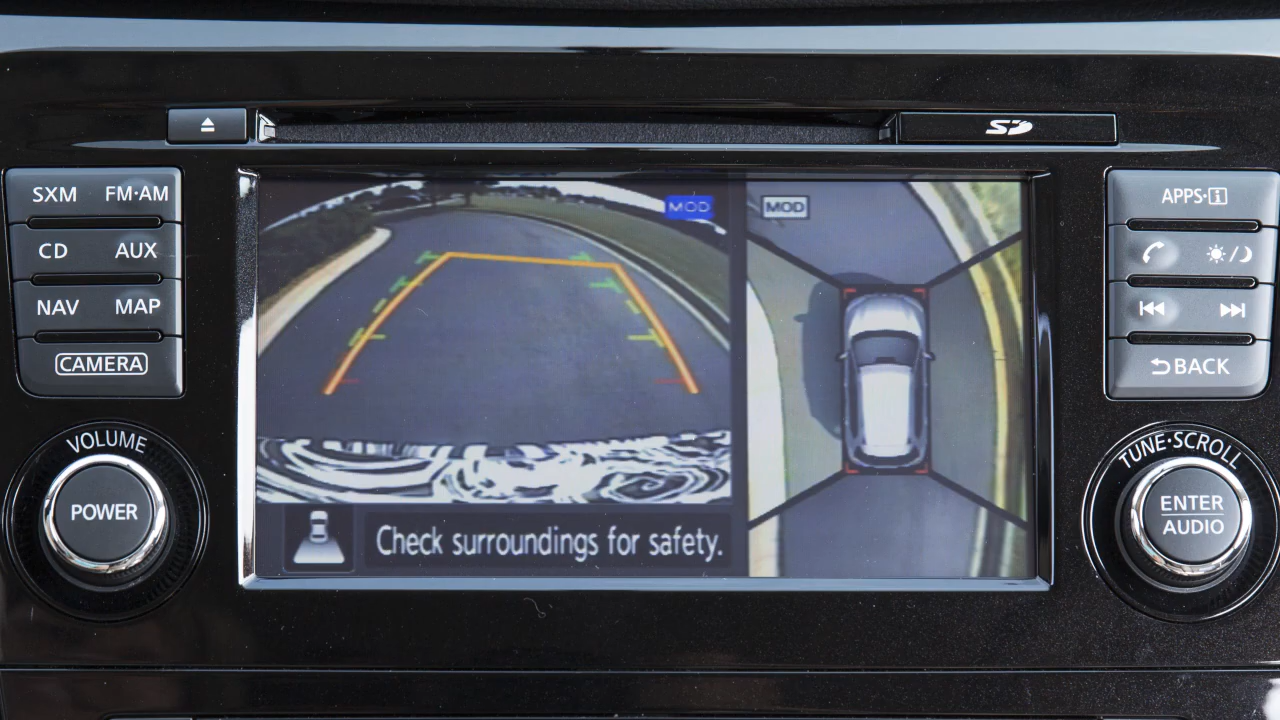 SD
SXM FM·AM
CD AUX
NAV MAP
CAMERA
VOLUME
POWER
MOD
MOD
Check surroundings for safety.
APPS·i
BACK
TUNE·SCROLL
ENTER
AUDIO